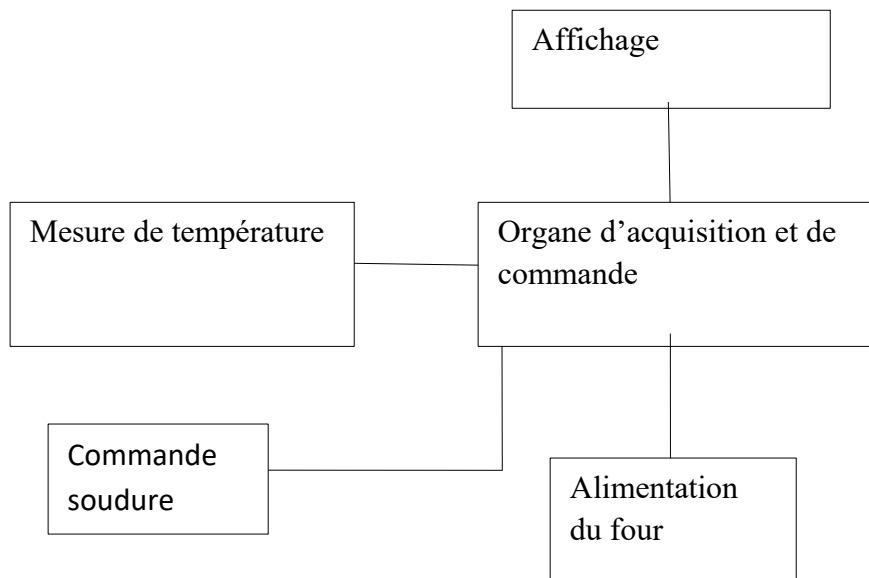 Affichage
Mesure de température
Organe d’acquisition et de
commande
Commande
soudure
Alimentation
du four